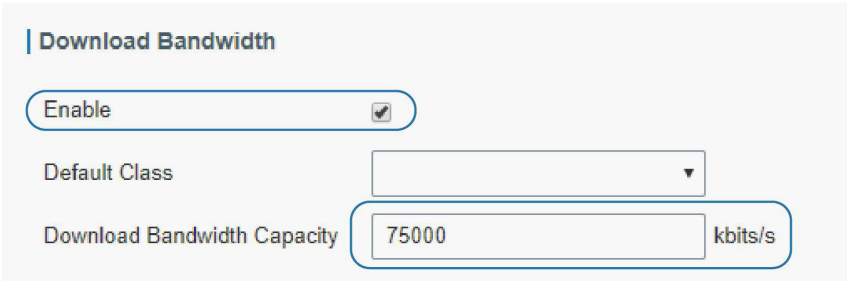 Download Bandwidth
Enable
Default Class
Download Bandwidth Capacity 75000 kbits/s